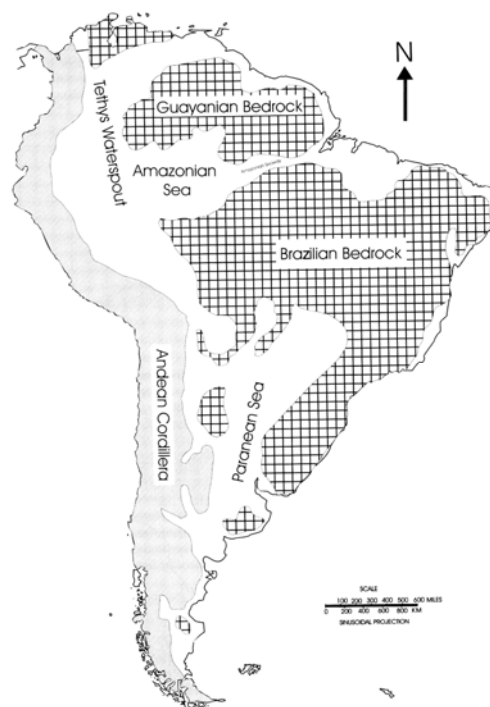 N
Guayanian Bedrock
Tethys Waterspout
Amazonian
Sea
Brazilian Bedrock
Andean Cordillera
Paranean Sea
SCALE
100 200 300 400 500 600 MILES
0 200 400 600 800 KM
SINUSOIDAL PROJECTION